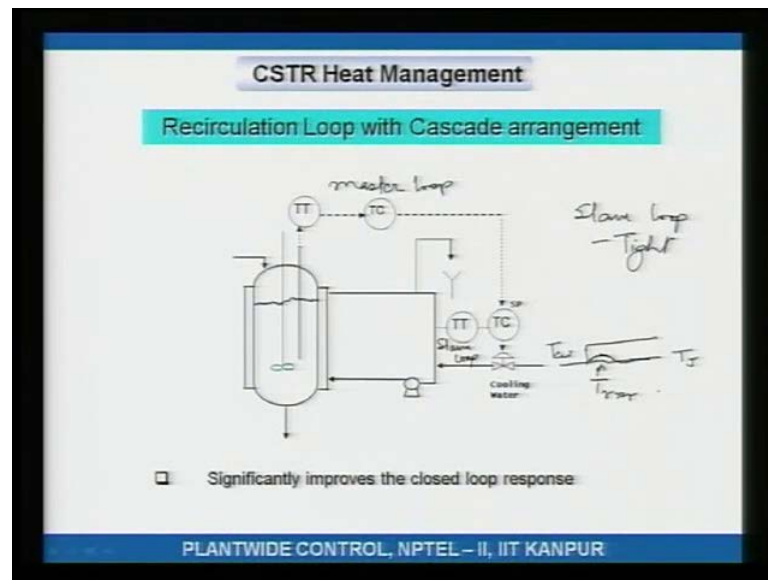 CSTR Heat Management
Recirculation Loop with Cascade arrangement
master loop
TT
TC
Slave loop
- Tight
SP
TT
TC
Slave
loop
Cooling
Water
TJ
Significantly improves the closed loop response
PLANTWIDE CONTROL, NPTEL – II, IIT KANPUR